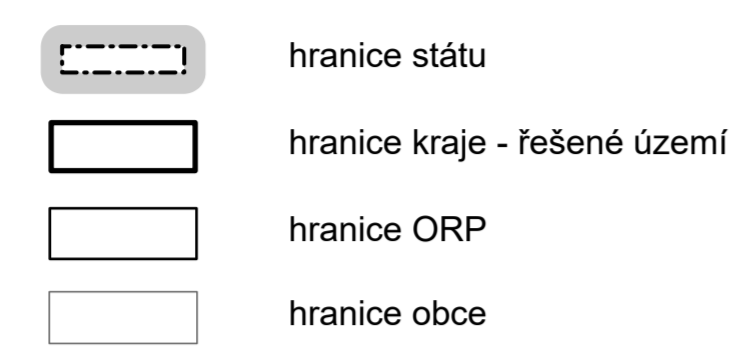 hranice státu
hranice kraje - řešené území
hranice ORP
hranice obce